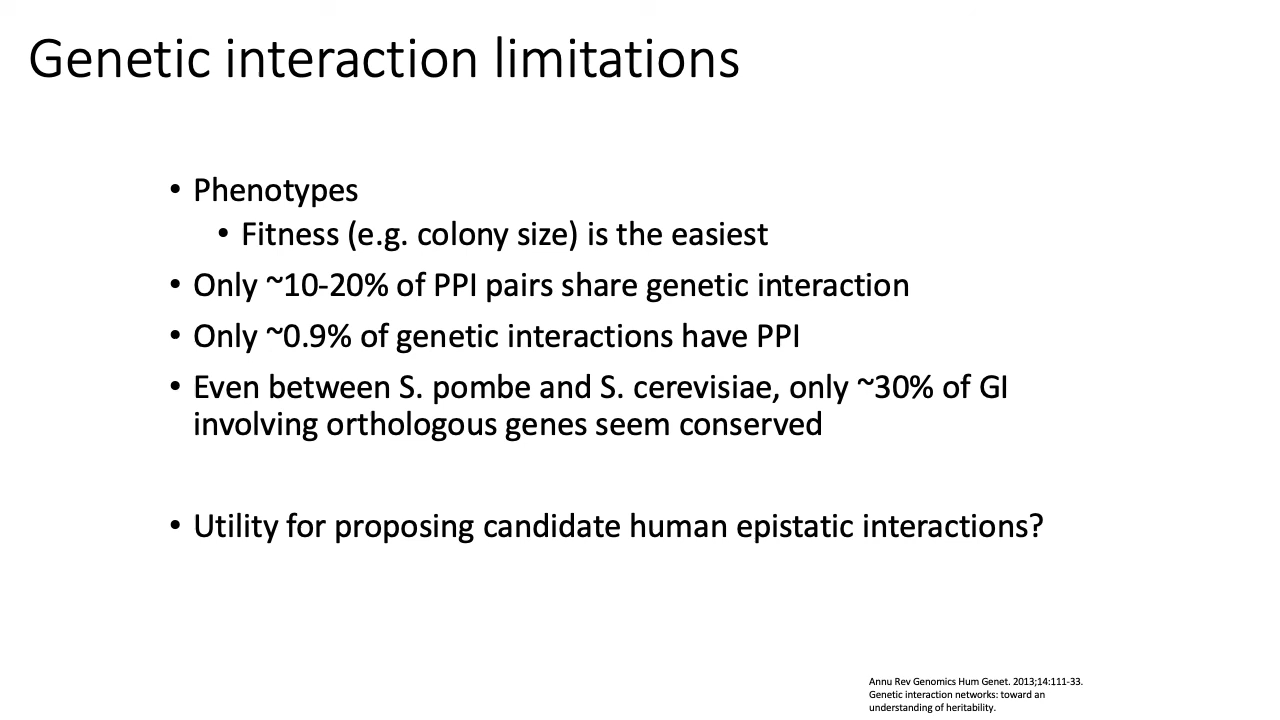 Genetic interaction limitations
• Phenotypes
• Fitness (e.g. colony size) is the easiest
• Only ~10-20% of PPI pairs share genetic interaction
• Only ~0.9% of genetic interactions have PPI
• Even between S. pombe and S. cerevisiae, only ~30% of GI
involving orthologous genes seem conserved
• Utility for proposing candidate human epistatic interactions?
Annu Rev Genomics Hum Genet. 2013;14:111-33.
Genetic interaction networks: toward an
understanding of heritability.